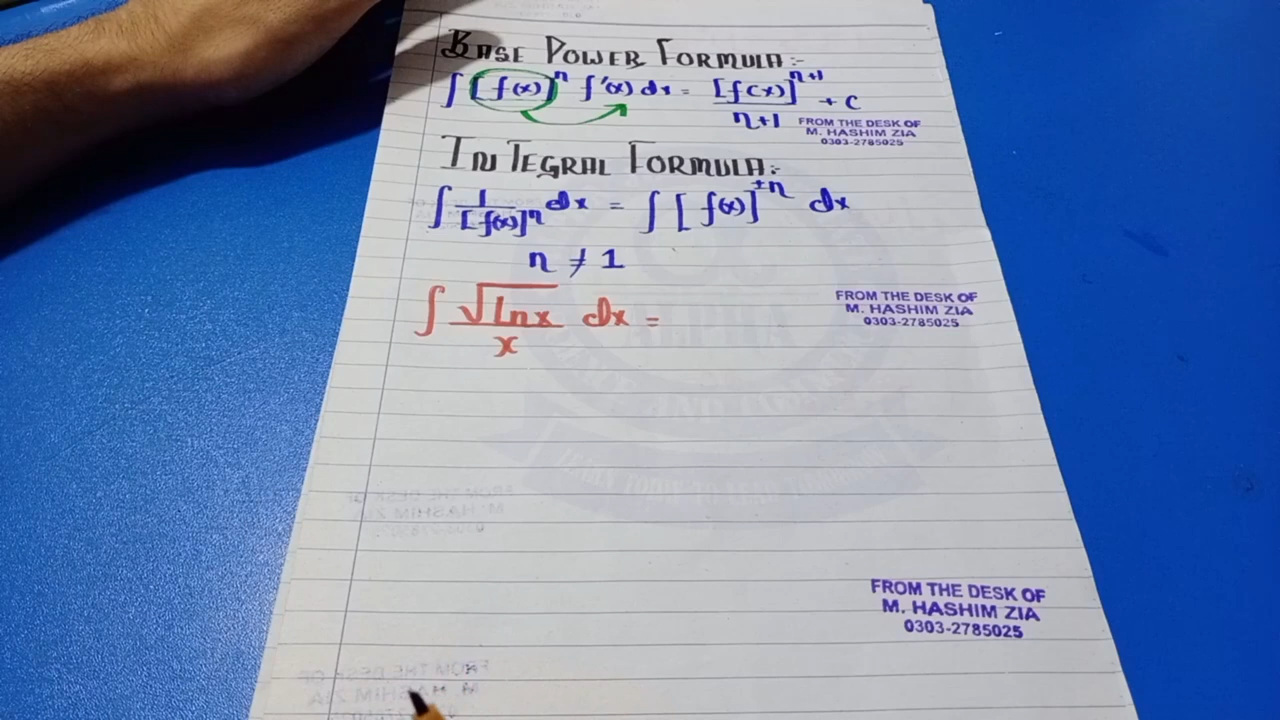 BASE POWER FORMULA:-
∫ [f(x)]ⁿ f'(x) dx = [f(x)]ⁿ⁺¹ / n+1 + c
FROM THE DESK OF
M. HASHIM ZIA
0303-2785025
INTEGRAL FORMULA:-
∫ 1/[f(x)]ⁿ dx = ∫ [f(x)]⁺ⁿ dx
n ≠ 1
∫ √lnx / x dx =
FROM THE DESK OF
M. HASHIM ZIA
0303-2785025
FROM THE DESK OF
M. HASHIM ZIA
0303-2785025